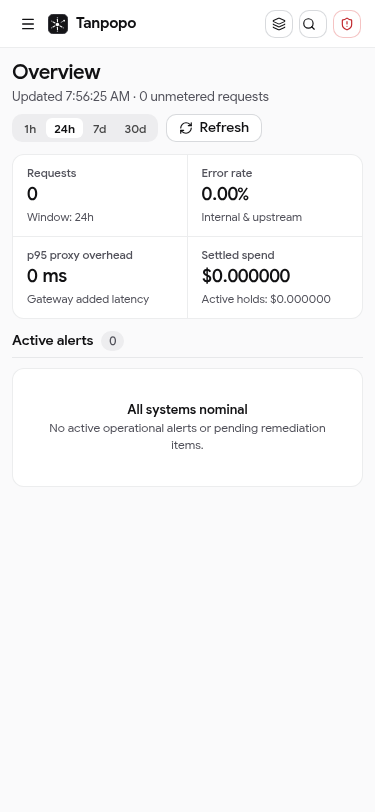 Tanpopo
Overview
Updated 7:56:25 AM · 0 unmetered requests
1h 24h 7d 30d Refresh
Requests
0
Window: 24h
Error rate
0.00%
Internal & upstream
p95 proxy overhead
0 ms
Gateway added latency
Settled spend
$0.000000
Active holds: $0.000000
Active alerts 0
All systems nominal
No active operational alerts or pending remediation
items.